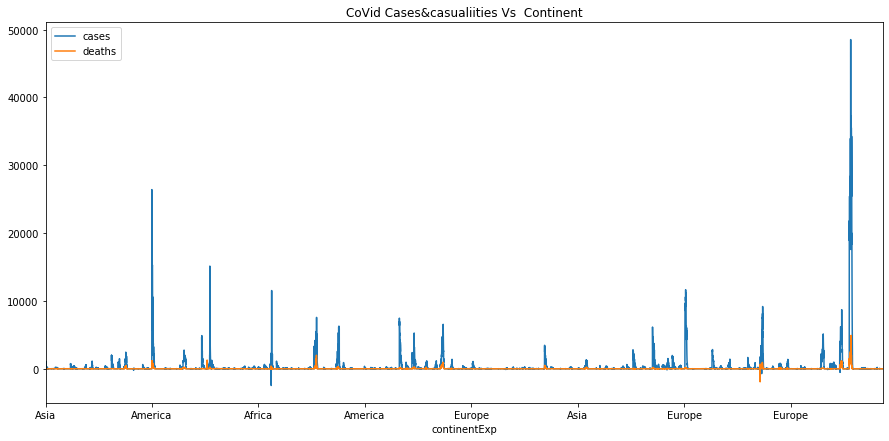 CoVid Cases&casualiities Vs  Continent
cases
deaths
50000
40000
30000
20000
10000
0
Asia America Africa America Europe Asia Europe Europe
continentExp